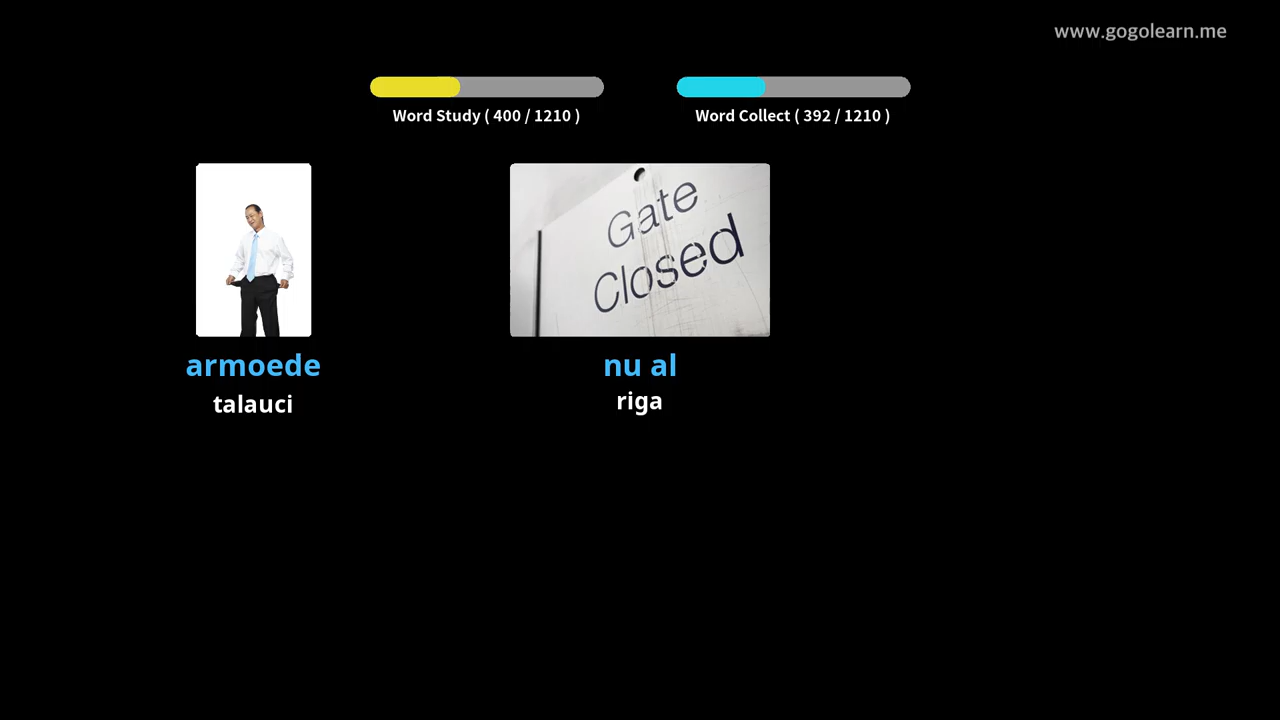 www.gogolearn.me
Word Study ( 400 / 1210 )
Word Collect ( 392 / 1210 )
Gate
Closed
armoede
talauci
nu al
riga